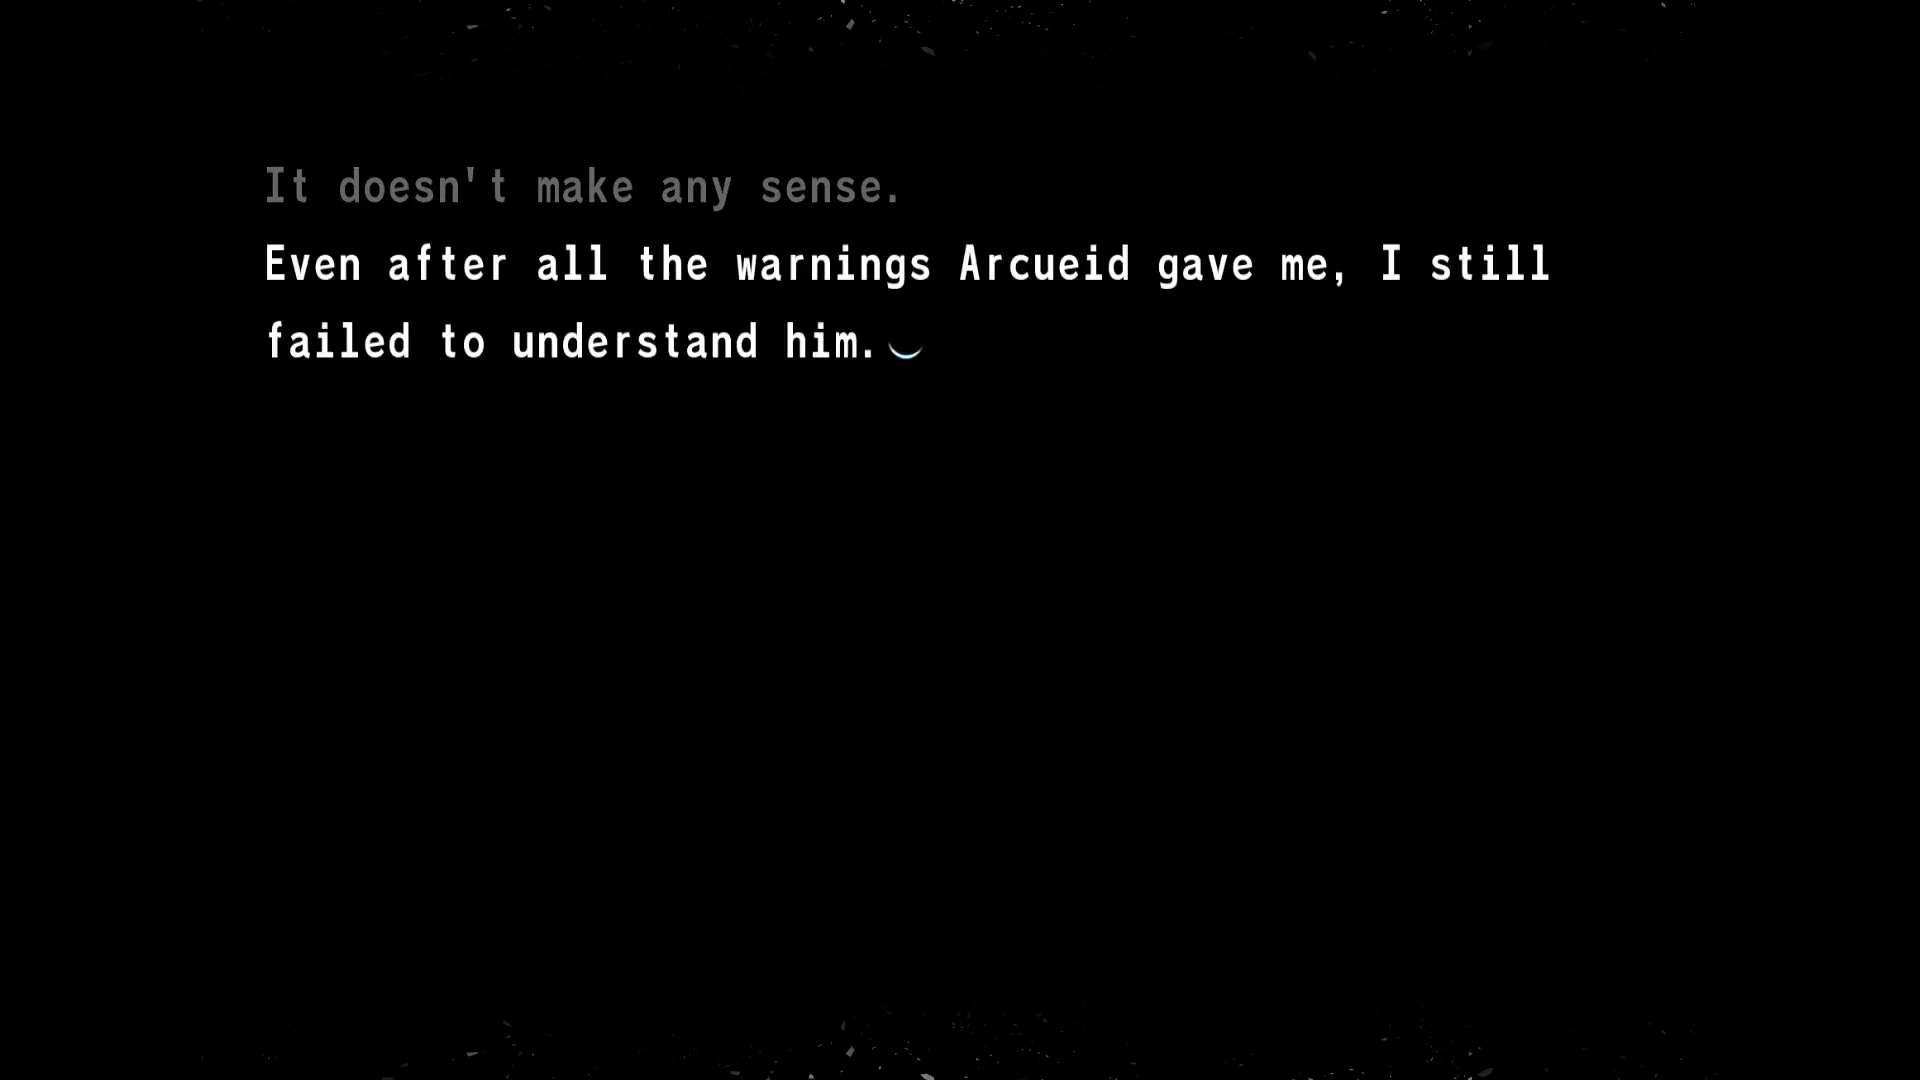 It doesn't make any sense.
Even after all the warnings Arcueid gave me, I still
failed to understand him.